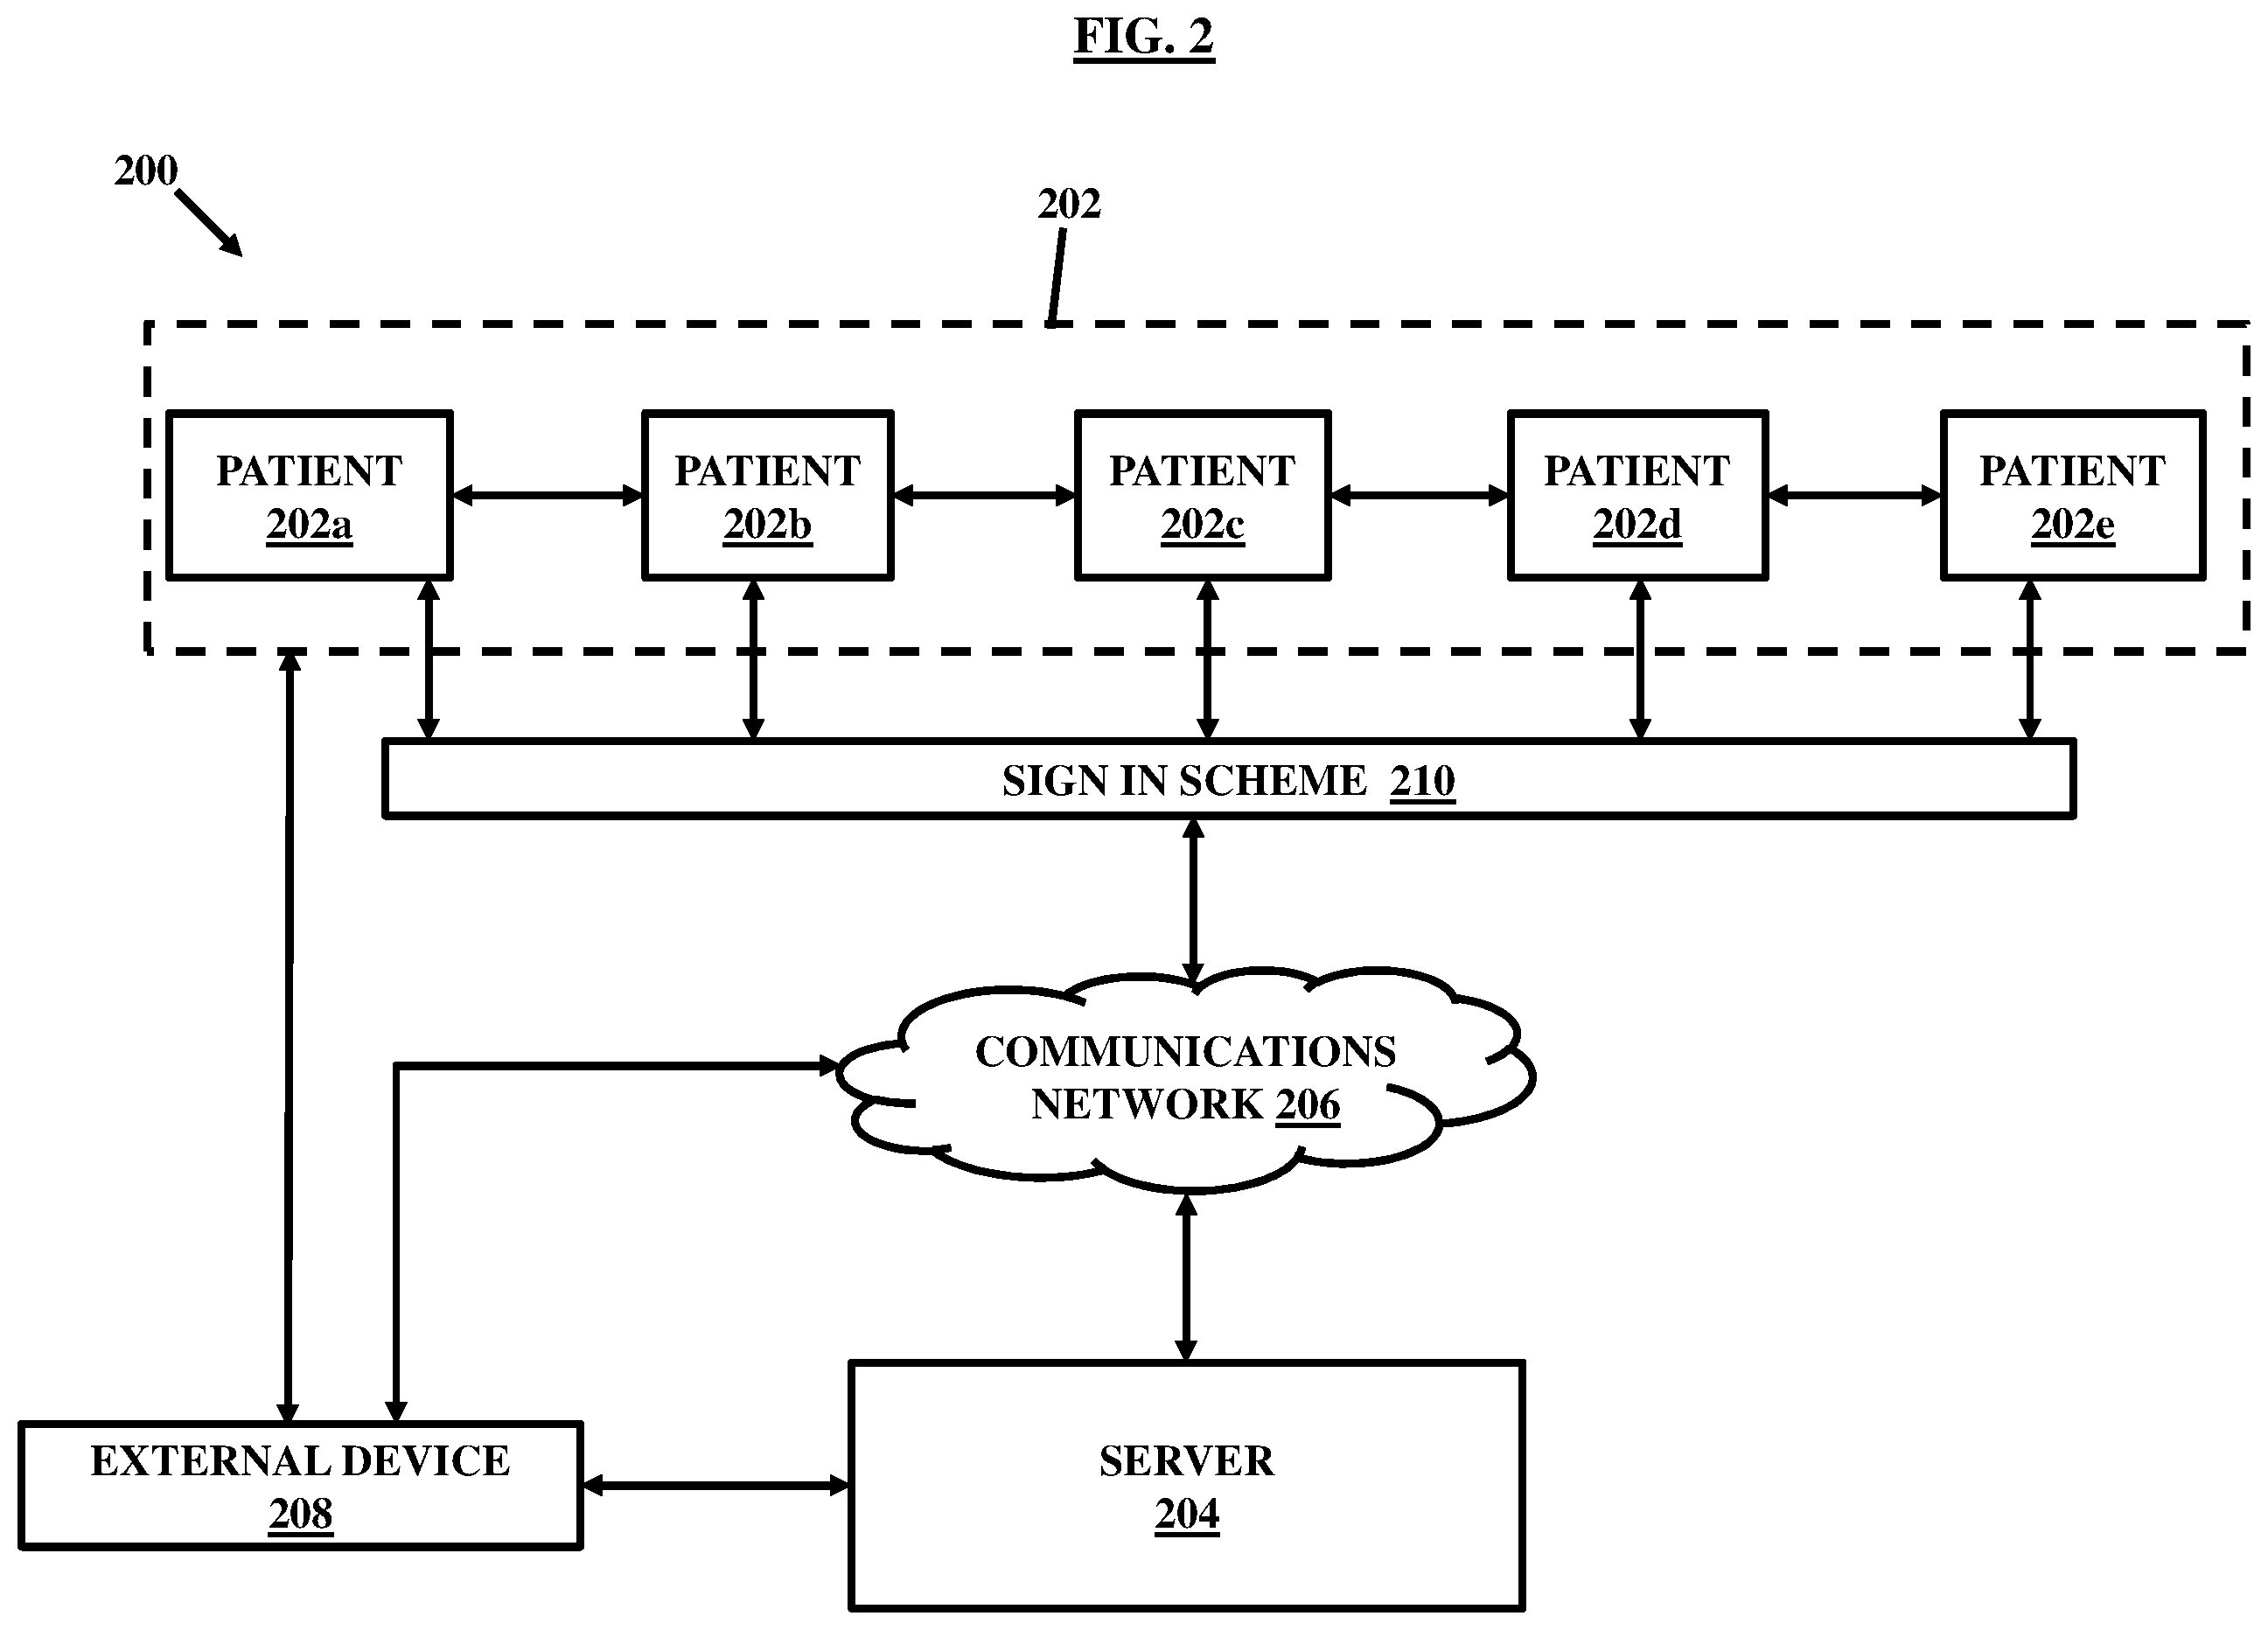 FIG. 2
200
202
PATIENT
202a
PATIENT
202b
PATIENT
202c
PATIENT
202d
PATIENT
202e
SIGN IN SCHEME 210
COMMUNICATIONS
NETWORK 206
EXTERNAL DEVICE
208
SERVER
204